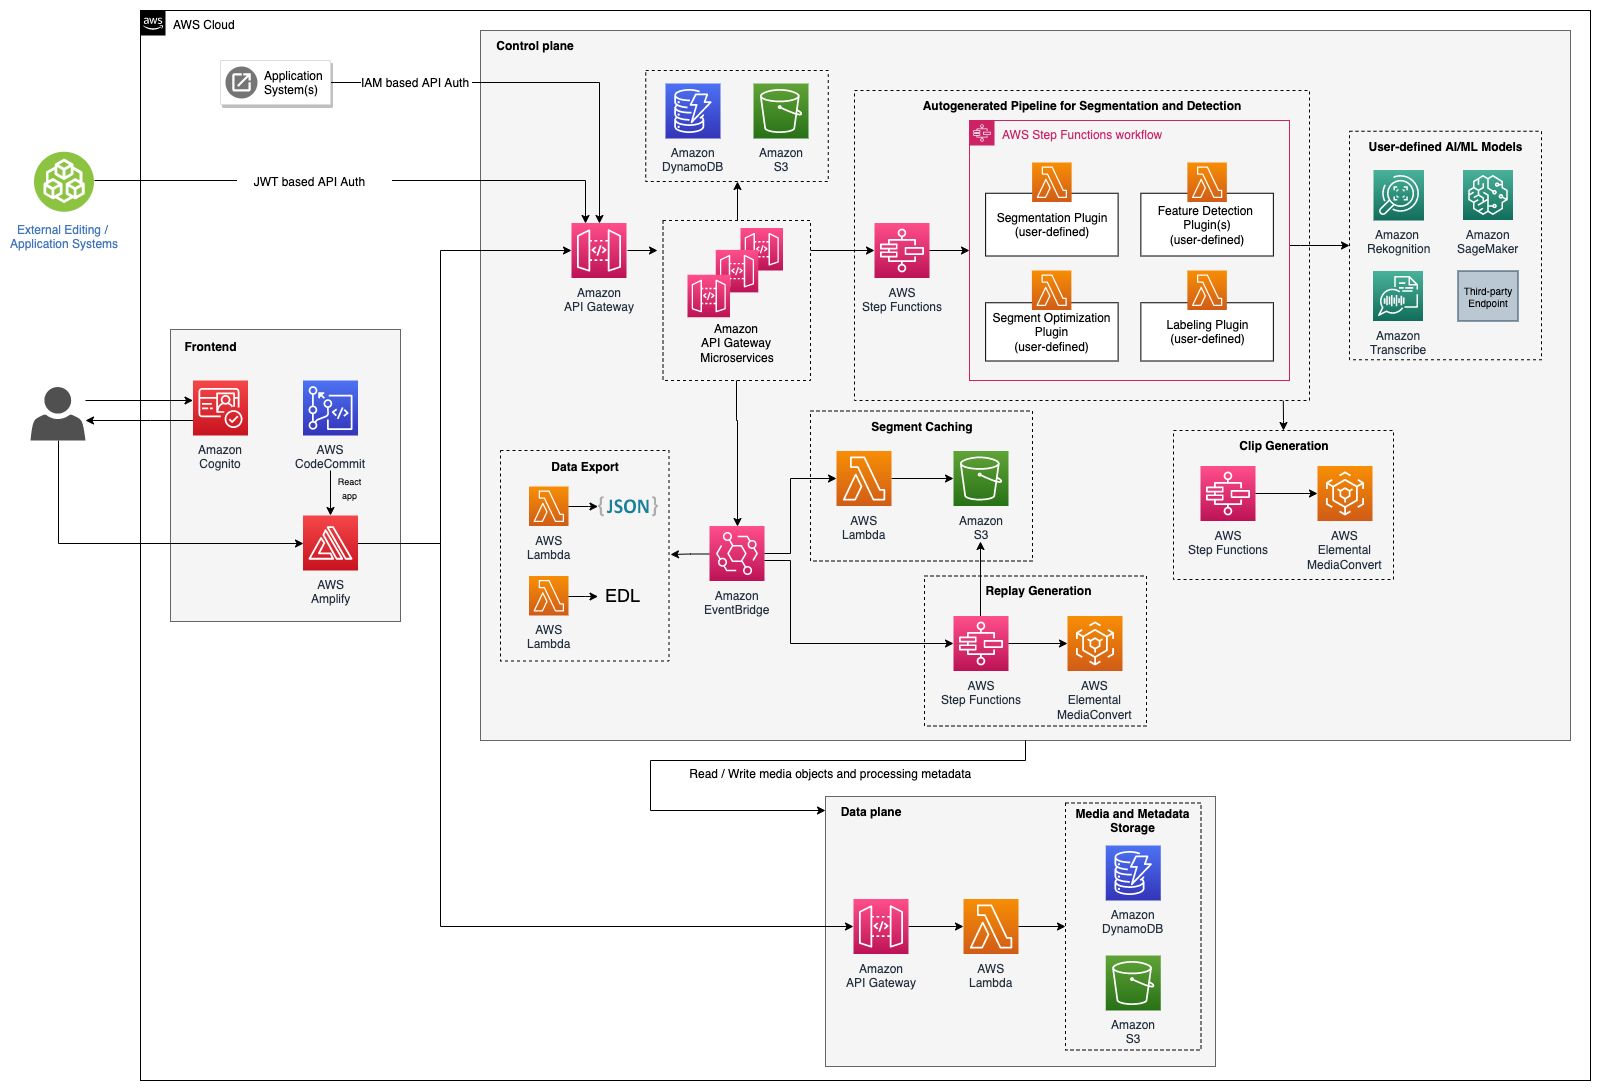 aws
AWS Cloud
Control plane
Application
System(s)
IAM based API Auth
External Editing /
Application Systems
JWT based API Auth
Amazon
API Gateway
Amazon
DynamoDB
Amazon
S3
Amazon
API Gateway
Microservices
Autogenerated Pipeline for Segmentation and Detection
AWS Step Functions workflow
AWS
Step Functions
Segmentation Plugin
(user-defined)
Feature Detection
Plugin(s)
(user-defined)
Segment Optimization
Plugin
(user-defined)
Labeling Plugin
(user-defined)
User-defined AI/ML Models
Amazon
Rekognition
Amazon
SageMaker
Amazon
Transcribe
Third-party
Endpoint
Frontend
Amazon
Cognito
AWS
CodeCommit
React
app
AWS
Amplify
Data Export
AWS
Lambda
{JSON}
AWS
Lambda
EDL
Amazon
EventBridge
Segment Caching
AWS
Lambda
Amazon
S3
Replay Generation
AWS
Step Functions
AWS
Elemental
MediaConvert
Clip Generation
AWS
Step Functions
AWS
Elemental
MediaConvert
Read / Write media objects and processing metadata
Data plane
Amazon
API Gateway
AWS
Lambda
Media and Metadata
Storage
Amazon
DynamoDB
Amazon
S3